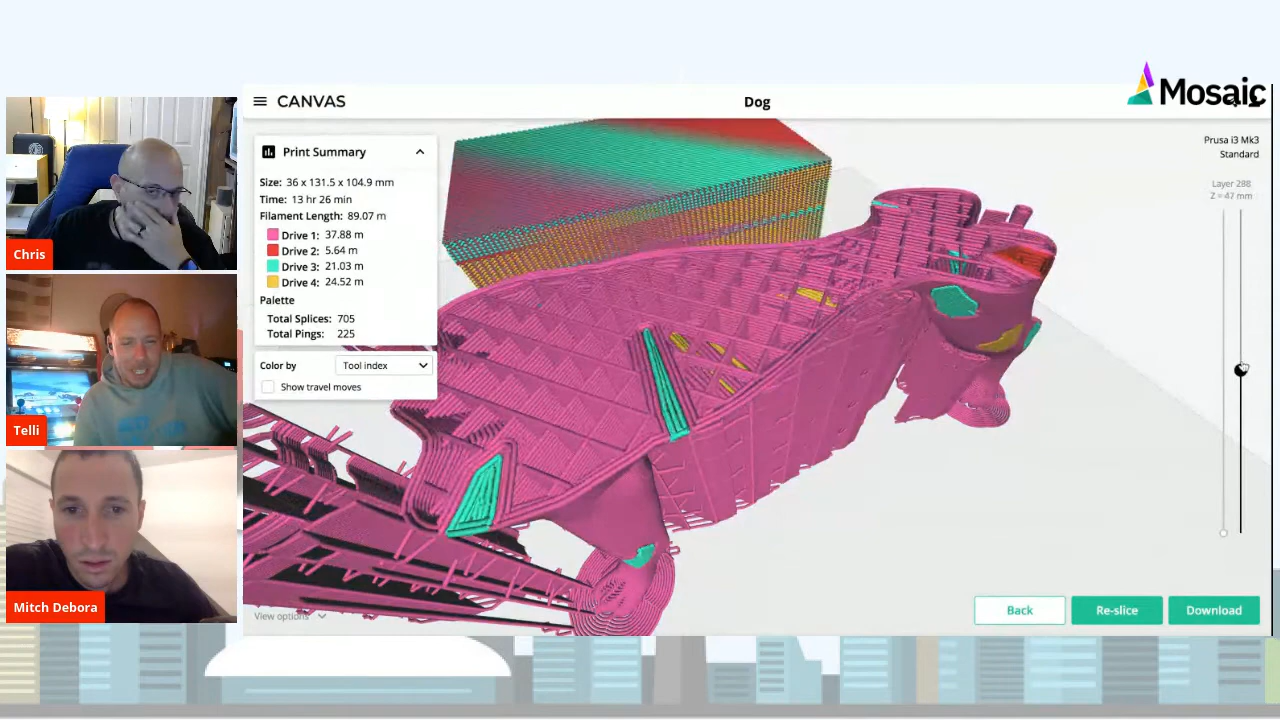 Mosaic
CANVAS
Dog
Print Summary
Size: 36 x 131.5 x 104.9 mm
Time: 13 hr 26 min
Filament Length: 89.07 m
Drive 1: 37.88 m
Drive 2: 5.64 m
Drive 3: 21.03 m
Drive 4: 24.52 m
Palette
Total Splices: 705
Total Pings: 225
Color by Tool index
Show travel moves
View options
Prusa i3 Mk3
Standard
Layer 288
Z = 47 mm
Back
Re-slice
Download
Chris
Telli
Mitch Debora